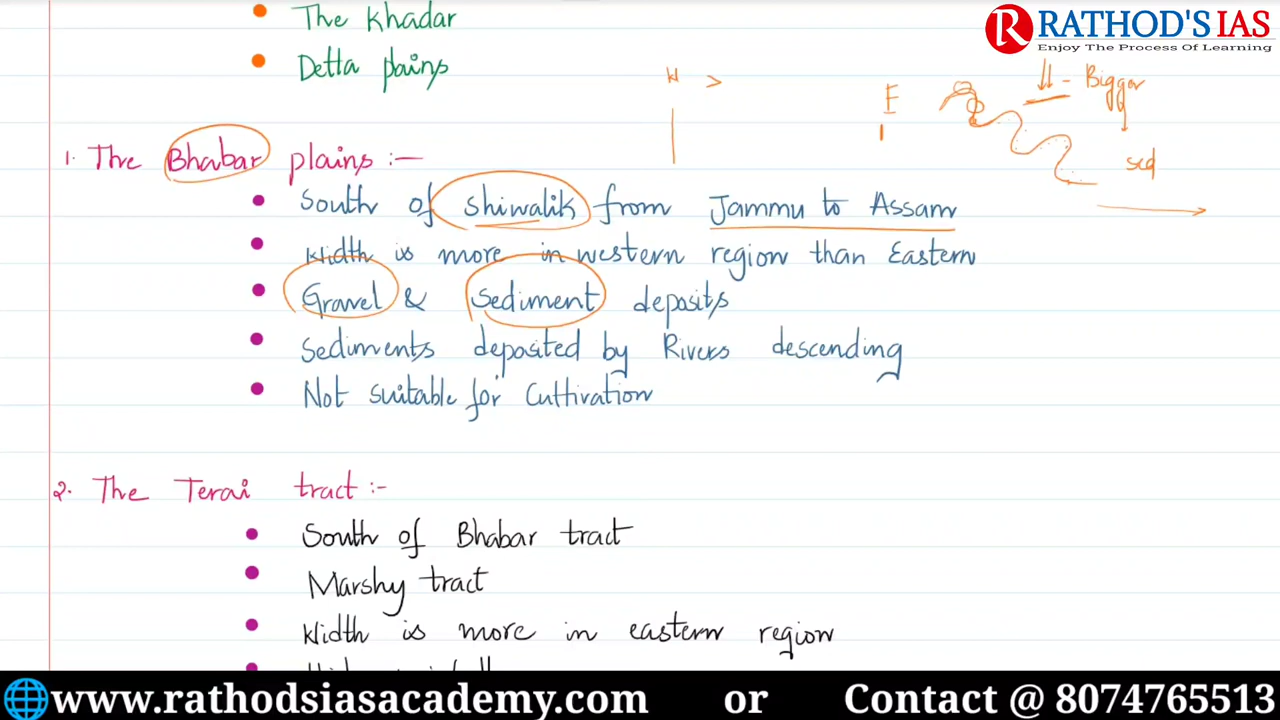 The Khadar
Delta pains
RATHOD'S IAS
Enjoy The Process Of Learning
W >
E
- Bigger
sed
1. The Bhabar plains :-
South of Shiwalik from Jammu to Assam
Width is more in western region than Eastern
Gravel & Sediment deposits
Sediments deposited by Rivers descending
Not suitable for Cultivation
2. The Terai tract :-
South of Bhabar tract
Marshy tract
Width is more in eastern region
www.rathodsiasacademy.com or Contact @ 8074765513